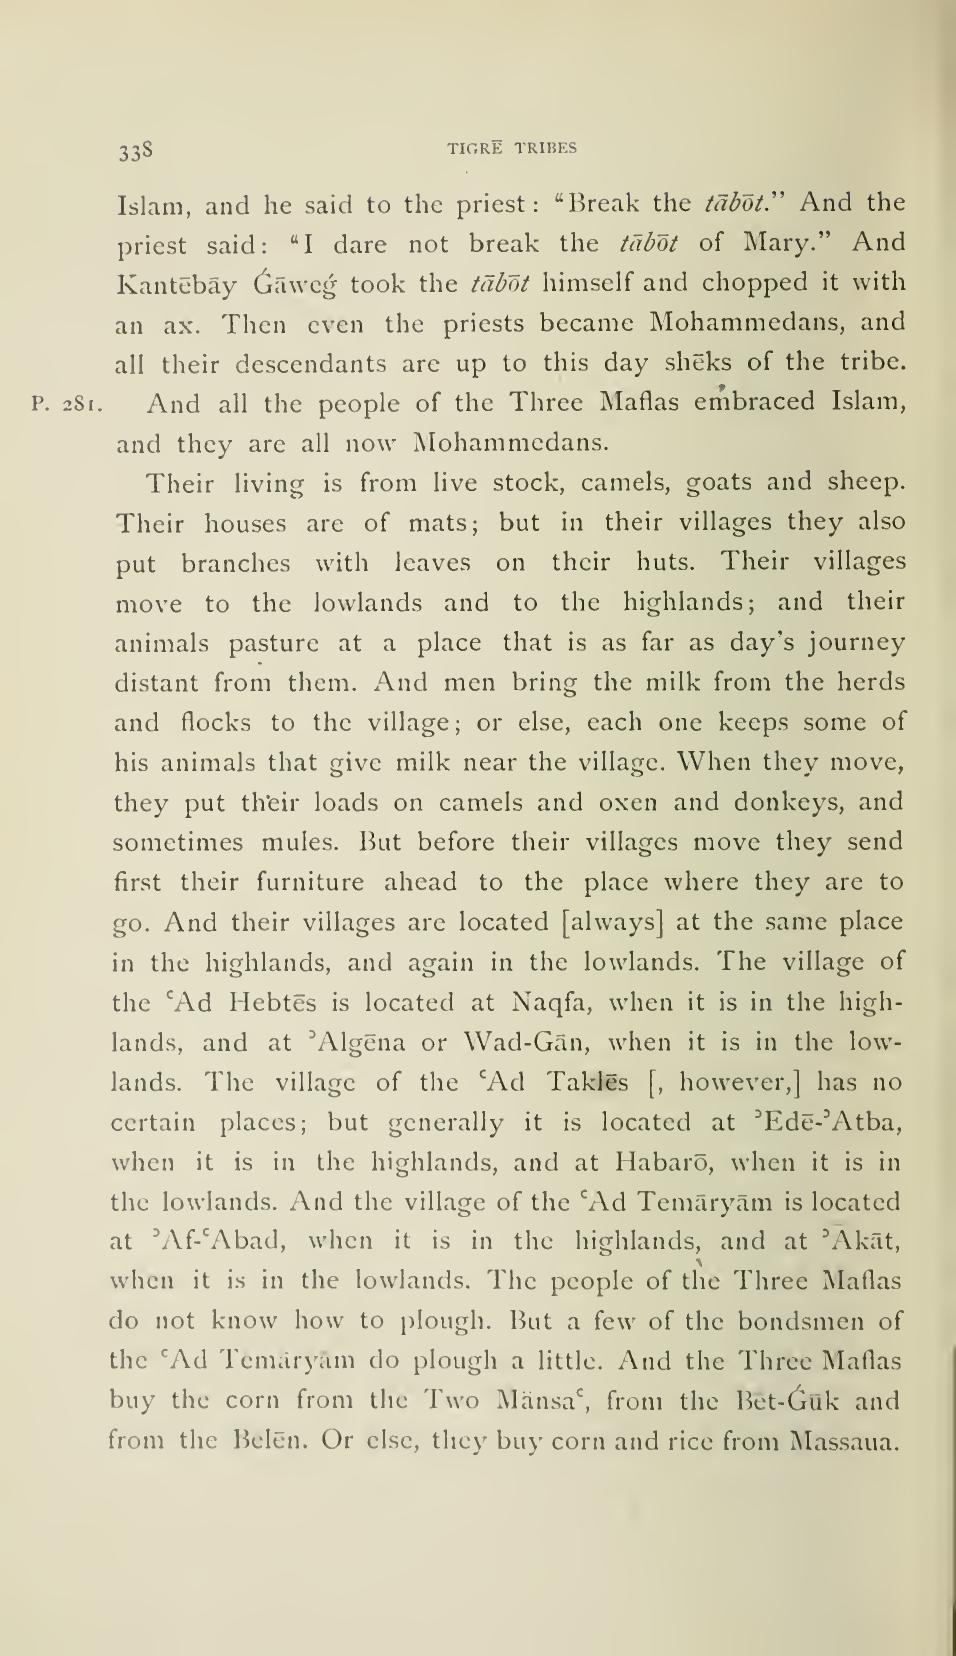 338 TIGRĒ TRIBES
Islam, and he said to the priest: “Break the tābōt.” And the
priest said: “I dare not break the tābōt of Mary.” And
Kantēbāy Ǵāweǵ took the tābōt himself and chopped it with
an ax. Then even the priests became Mohammedans, and
all their descendants are up to this day shēks of the tribe.
P. 281. And all the people of the Three Maflas embraced Islam,
and they are all now Mohammedans.
Their living is from live stock, camels, goats and sheep.
Their houses are of mats; but in their villages they also
put branches with leaves on their huts. Their villages
move to the lowlands and to the highlands; and their
animals pasture at a place that is as far as day's journey
distant from them. And men bring the milk from the herds
and flocks to the village; or else, each one keeps some of
his animals that give milk near the village. When they move,
they put their loads on camels and oxen and donkeys, and
sometimes mules. But before their villages move they send
first their furniture ahead to the place where they are to
go. And their villages are located [always] at the same place
in the highlands, and again in the lowlands. The village of
the ʿAd Hebtēs is located at Naqfa, when it is in the high-
lands, and at ʾAlgēna or Wad-Gān, when it is in the low-
lands. The village of the ʿAd Taklēs [, however,] has no
certain places; but generally it is located at ʾEdē-ʾAtba,
when it is in the highlands, and at Habarō, when it is in
the lowlands. And the village of the ʿAd Temāryām is located
at ʾAf-ʿAbad, when it is in the highlands, and at ʾĀkāt,
when it is in the lowlands. The people of the Three Maflas
do not know how to plough. But a few of the bondsmen of
the ʿAd Temāryām do plough a little. And the Three Maflas
buy the corn from the Two Mänsaʿ, from the Bēt-Ǵūk and
from the Belēn. Or else, they buy corn and rice from Massaua.